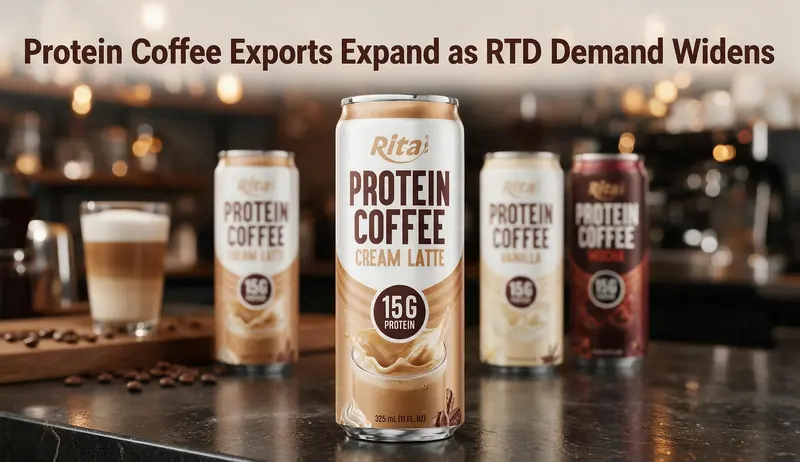 Protein Coffee Exports Expand as RTD Demand Widens
Rita
PROTEIN
COFFEE
CREAM LATTE
15G
PROTEIN
325 mL (11 FL. OZ)
Rita
PROTEIN
COFFEE
CREAM LATTE
15G
Rita
PROTEIN
COFFEE
VANILLA
15G
Rita
PROTEIN
COFFEE
MOCHA
15G